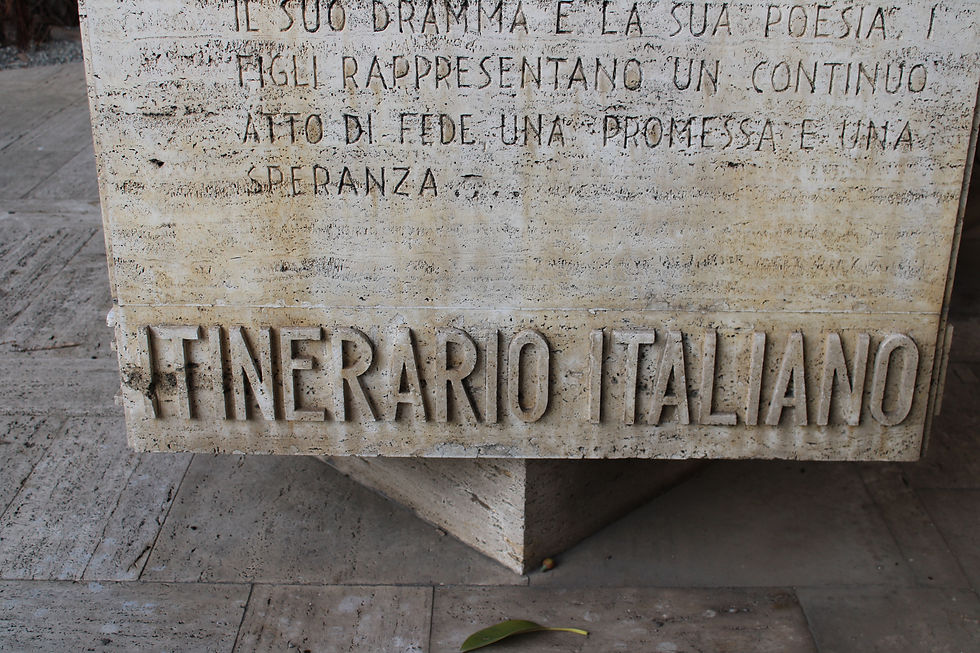 IL SUO DRAMMA E LA SUA POESIA. I
FIGLI RAPPRESENTANO UN CONTINUO
ATTO DI FEDE, UNA PROMESSA E UNA
SPERANZA.
ITINERARIO ITALIANO